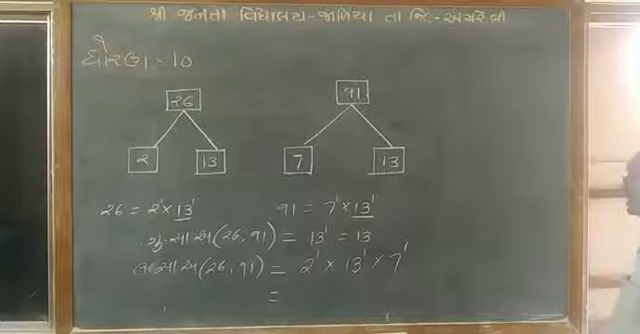 શ્રી જનતા વિદ્યાલય-જાળિયા તા જિ.-અમરેલી
ધોરણ - 10
26 91
2 13 7 13
26 = 2¹ × 13¹ 91 = 7¹ × 13¹
ગુ.સા.અ (26, 91) = 13¹ = 13
લ.સા.અ (26, 91) = 2¹ × 13¹ × 7¹
=